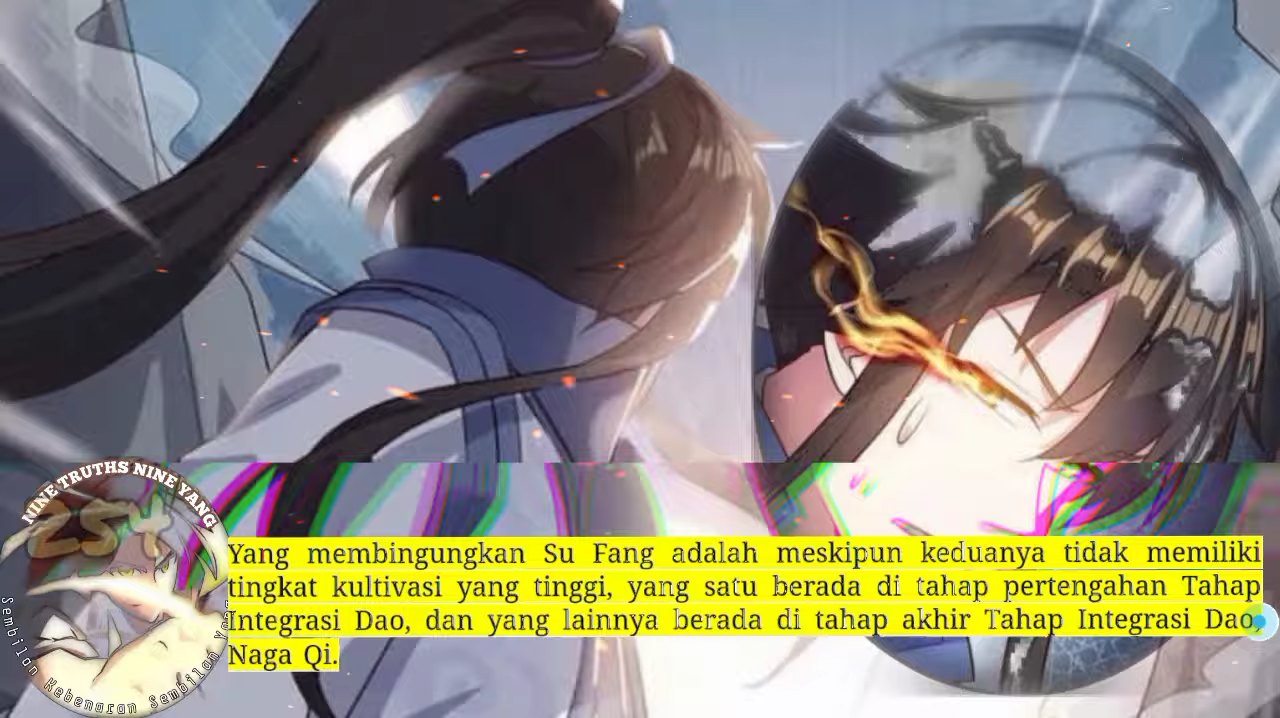 NINE TRUTHS NINE YANG
254
Sembilan Kebenaran Sembilan Yang
Yang membingungkan Su Fang adalah meskipun keduanya tidak memiliki
tingkat kultivasi yang tinggi, yang satu berada di tahap pertengahan Tahap
Integrasi Dao, dan yang lainnya berada di tahap akhir Tahap Integrasi Dao,
Naga Qi.